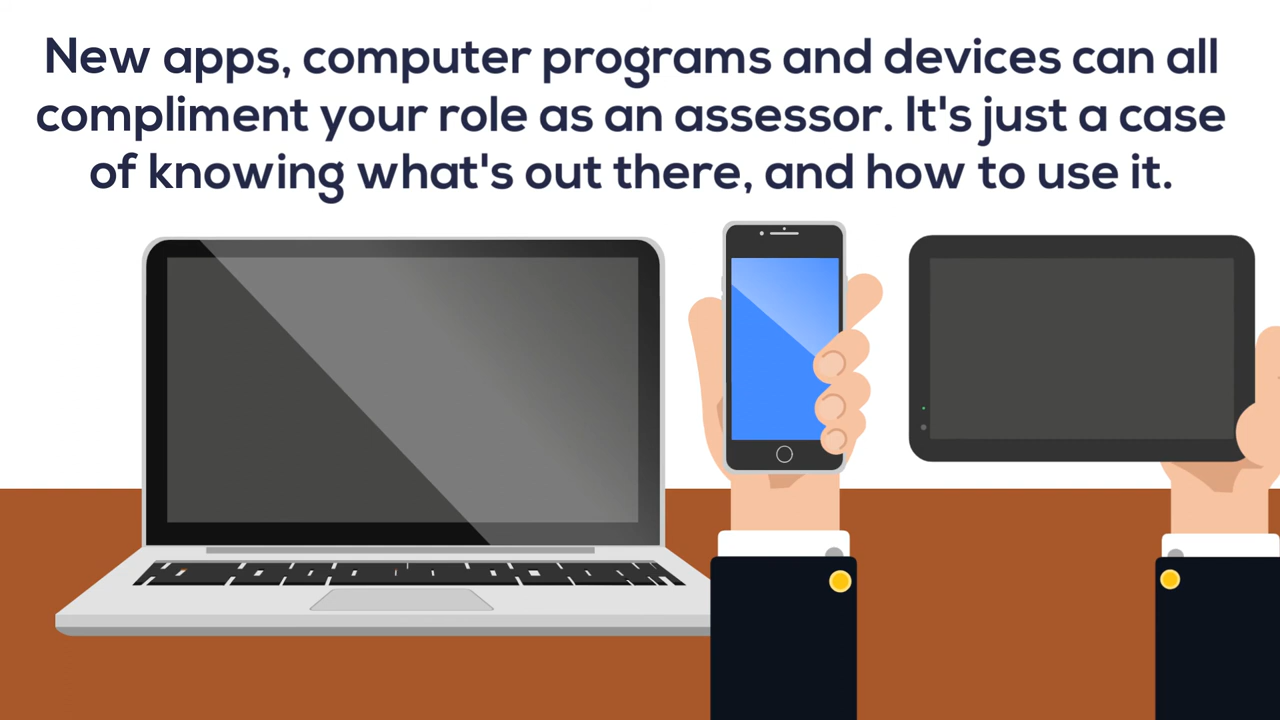 New apps, computer programs and devices can all
compliment your role as an assessor. It's just a case
of knowing what's out there, and how to use it.